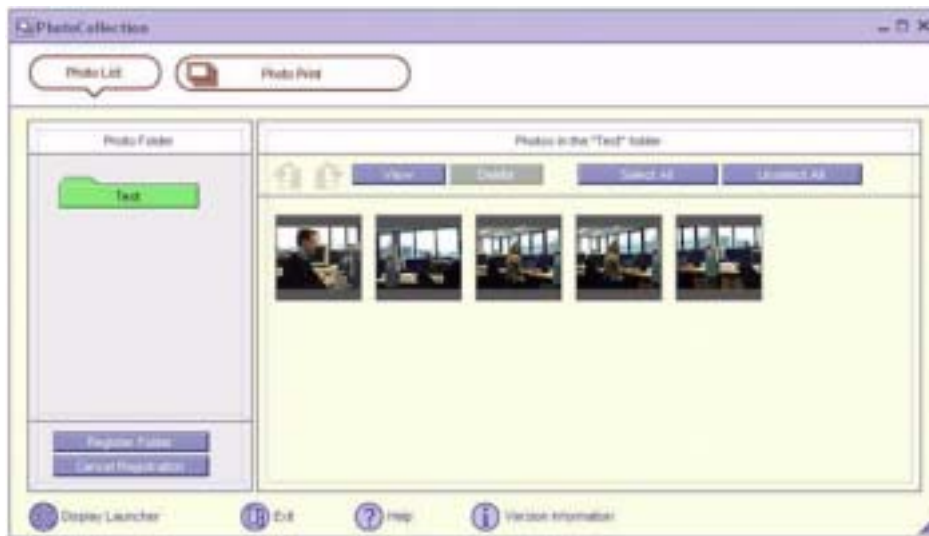 PhotoCollection
Photo List
Photo Print
Photo Folder
Photos in the "Test" folder
View
Delete
Select All
Unselect All
Test
Register Folder
Cancel Registration
Display Launcher
Exit
Help
Version Information